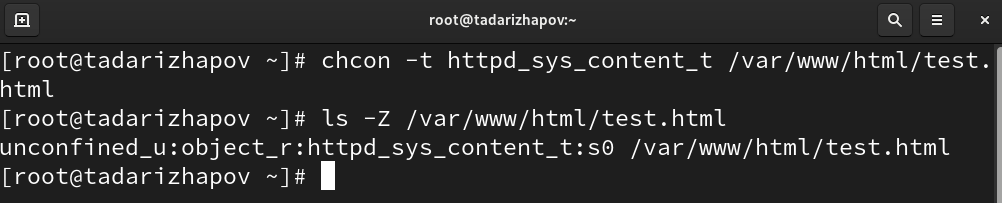 root@tadarizhapov:~
[root@tadarizhapov ~]# chcon -t httpd_sys_content_t /var/www/html/test.
html
[root@tadarizhapov ~]# ls -Z /var/www/html/test.html
unconfined_u:object_r:httpd_sys_content_t:s0 /var/www/html/test.html
[root@tadarizhapov ~]#